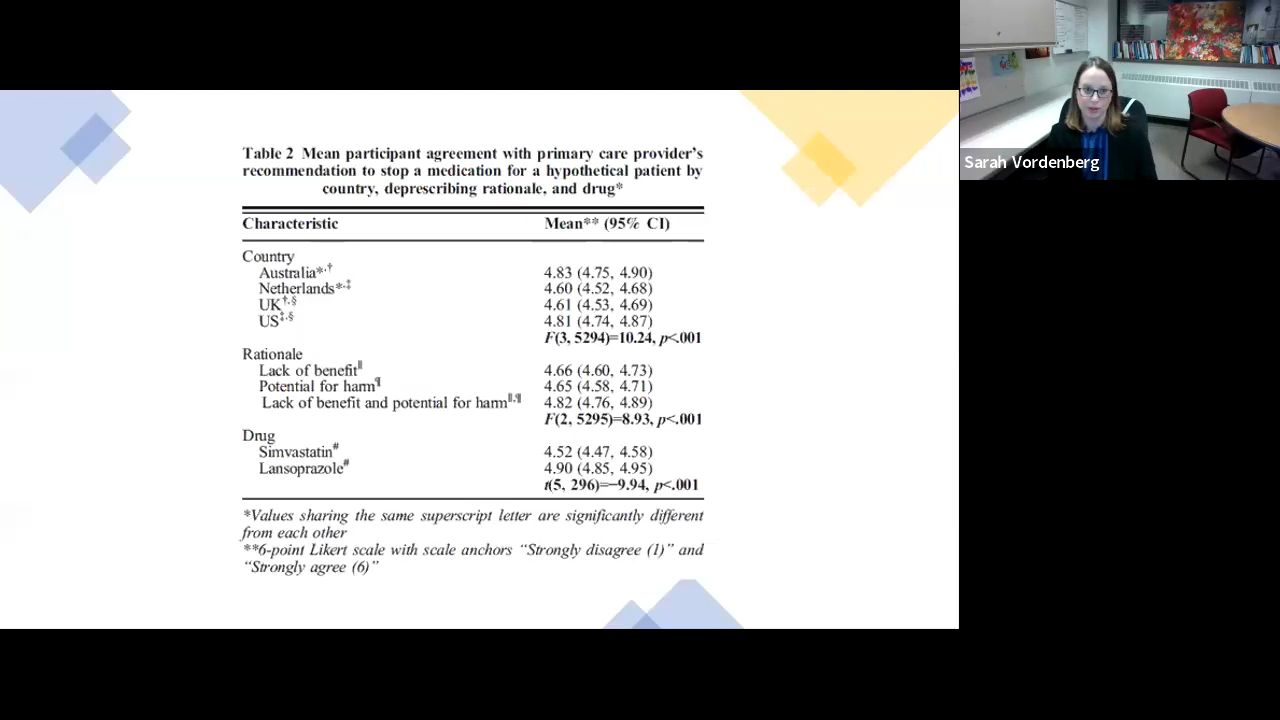 Table 2 Mean participant agreement with primary care provider's
recommendation to stop a medication for a hypothetical patient by
country, deprescribing rationale, and drug*
Characteristic Mean** (95% CI)
Country
Australia*,† 4.83 (4.75, 4.90)
Netherlands*,‡ 4.60 (4.52, 4.68)
UK†,§ 4.61 (4.53, 4.69)
US‡,§ 4.81 (4.74, 4.87)
F(3, 5294)=10.24, p<.001
Rationale
Lack of benefit‖ 4.66 (4.60, 4.73)
Potential for harm¶ 4.65 (4.58, 4.71)
Lack of benefit and potential for harm‖,¶ 4.82 (4.76, 4.89)
F(2, 5295)=8.93, p<.001
Drug
Simvastatin# 4.52 (4.47, 4.58)
Lansoprazole# 4.90 (4.85, 4.95)
t(5, 296)=−9.94, p<.001
*Values sharing the same superscript letter are significantly different
from each other
**6-point Likert scale with scale anchors "Strongly disagree (1)" and
"Strongly agree (6)"
Sarah Vordenberg